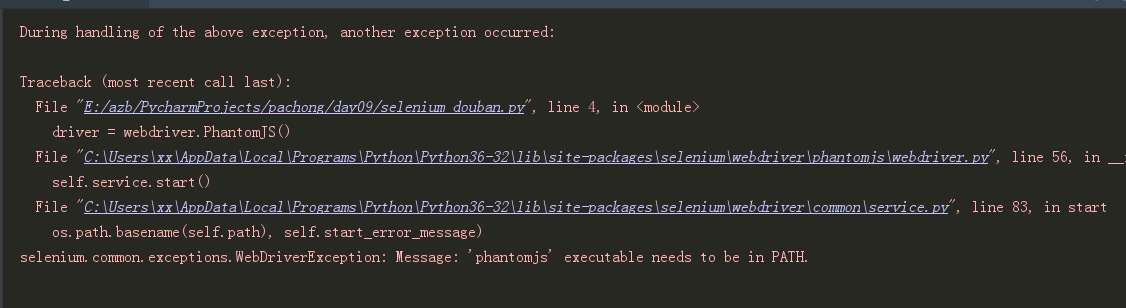 During handling of the above exception, another exception occurred:
Traceback (most recent call last):
File "E:/azb/PycharmProjects/pachong/day09/selenium_douban.py", line 4, in <module>
driver = webdriver.PhantomJS()
File "C:\Users\xx\AppData\Local\Programs\Python\Python36-32\lib\site-packages\selenium\webdriver\phantomjs\webdriver.py", line 56, in __
self.service.start()
File "C:\Users\xx\AppData\Local\Programs\Python\Python36-32\lib\site-packages\selenium\webdriver\common\service.py", line 83, in start
os.path.basename(self.path), self.start_error_message)
selenium.common.exceptions.WebDriverException: Message: 'phantomjs' executable needs to be in PATH.